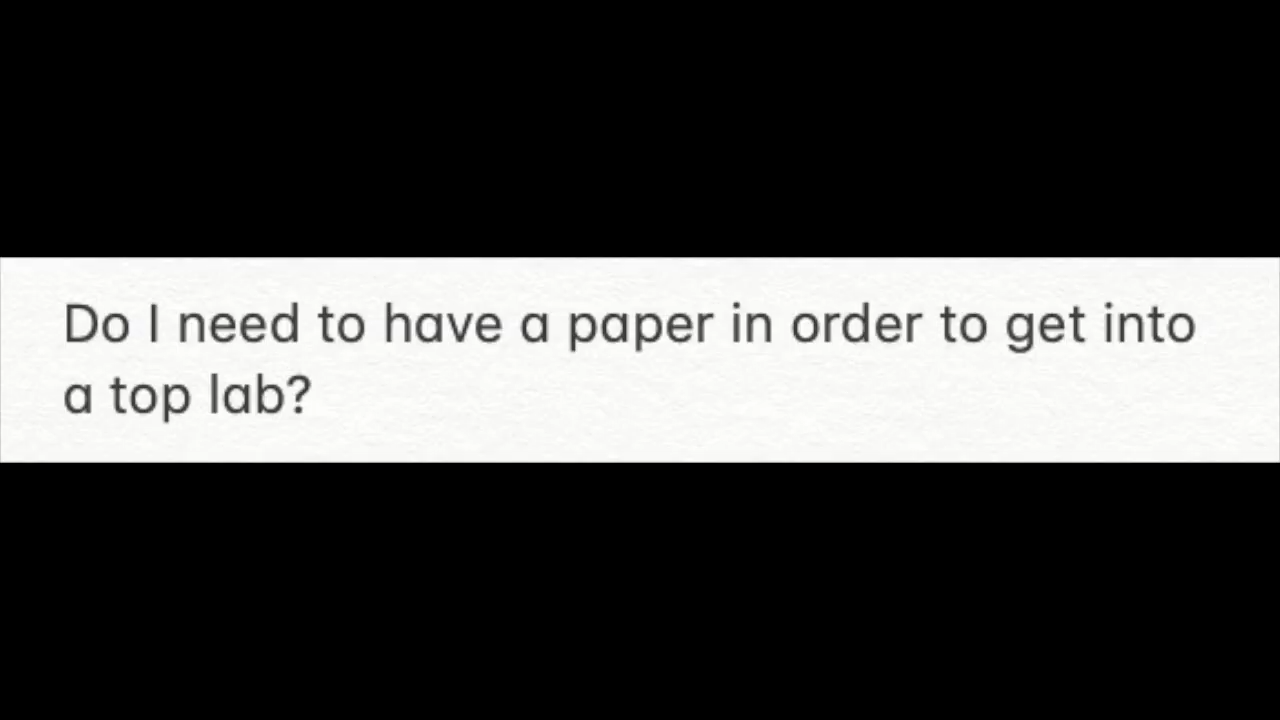 Do I need to have a paper in order to get into
a top lab?